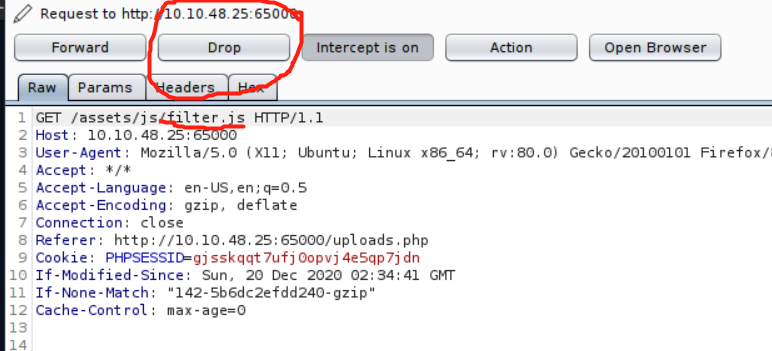 Request to http://10.10.48.25:65000
Forward Drop Intercept is on Action Open Browser
Raw Params Headers Hex
1 GET /assets/js/filter.js HTTP/1.1
2 Host: 10.10.48.25:65000
3 User-Agent: Mozilla/5.0 (X11; Ubuntu; Linux x86_64; rv:80.0) Gecko/20100101 Firefox/
4 Accept: */*
5 Accept-Language: en-US,en;q=0.5
6 Accept-Encoding: gzip, deflate
7 Connection: close
8 Referer: http://10.10.48.25:65000/uploads.php
9 Cookie: PHPSESSID=gjsskqqt7ufj0opvj4e5qp7jdn
10 If-Modified-Since: Sun, 20 Dec 2020 02:34:41 GMT
11 If-None-Match: "142-5b6dc2efdd240-gzip"
12 Cache-Control: max-age=0
13
14